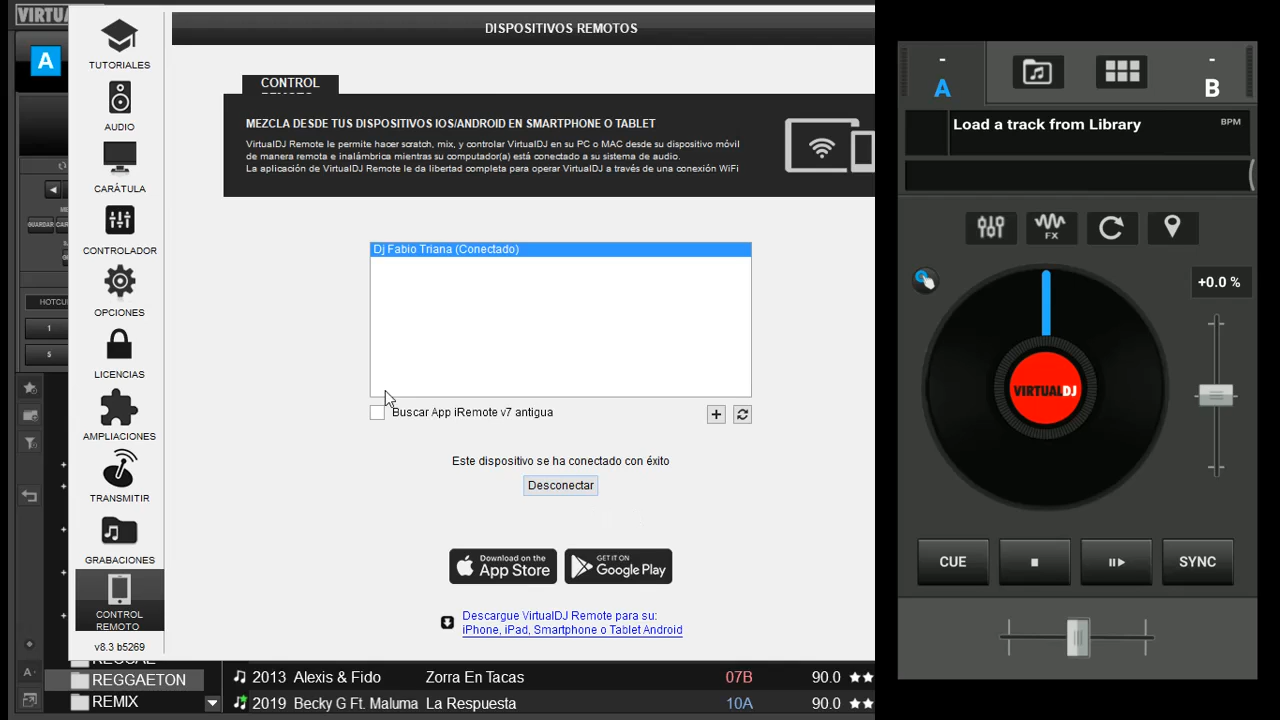 VIRTU
A
TUTORIALES
AUDIO
CARÁTULA
CONTROLADOR
OPCIONES
LICENCIAS
AMPLIACIONES
TRANSMITIR
GRABACIONES
CONTROL
REMOTO
v8.3 b5269
GUARDAR
HOTCU
1
5
DISPOSITIVOS REMOTOS
CONTROL
MEZCLA DESDE TUS DISPOSITIVOS IOS/ANDROID EN SMARTPHONE O TABLET
VirtualDJ Remote le permite hacer scratch, mix, y controlar VirtualDJ en su PC o MAC desde su dispositivo móvil
de manera remota e inalámbrica mientras su computador(a) está conectado a su sistema de audio.
La aplicación de VirtualDJ Remote le da libertad completa para operar VirtualDJ a través de una conexión WiFi
Dj Fabio Triana (Conectado)
Buscar App iRemote v7 antigua
Este dispositivo se ha conectado con éxito
Desconectar
Download on the
App Store
GET IT ON
Google Play
Descargue VirtualDJ Remote para su:
iPhone, iPad, Smartphone o Tablet Android
REGGAETON
REMIX
2013 Alexis & Fido Zorra En Tacas 07B 90.0
2019 Becky G Ft. Maluma La Respuesta 10A 90.0
-
A
-
B
Load a track from Library
BPM
FX
+0.0 %
VIRTUALDJ
CUE
SYNC